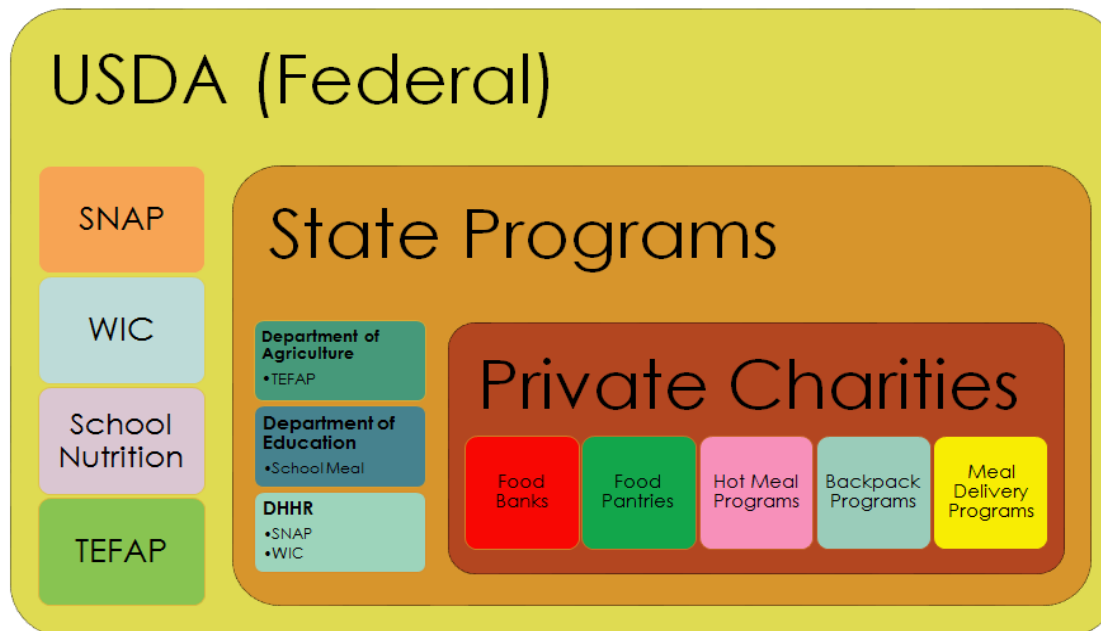 USDA (Federal)
SNAP
WIC
School
Nutrition
TEFAP
State Programs
Department of
Agriculture
•TEFAP
Department of
Education
•School Meal
DHHR
•SNAP
•WIC
Private Charities
Food
Banks
Food
Pantries
Hot Meal
Programs
Backpack
Programs
Meal
Delivery
Programs